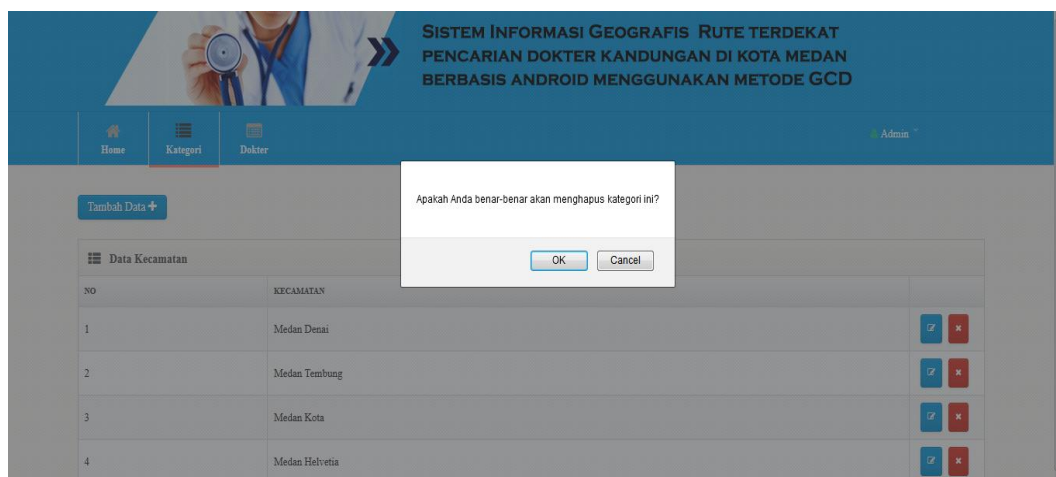 SISTEM INFORMASI GEOGRAFIS RUTE TERDEKAT
PENCARIAN DOKTER KANDUNGAN DI KOTA MEDAN
BERBASIS ANDROID MENGGUNAKAN METODE GCD
Home Kategori Dokter Admin
Apakah Anda benar-benar akan menghapus kategori ini?
OK Cancel
Tambah Data +
Data Kecamatan
NO KECAMATAN
1 Medan Denai
2 Medan Tembung
3 Medan Kota
4 Medan Helvetia